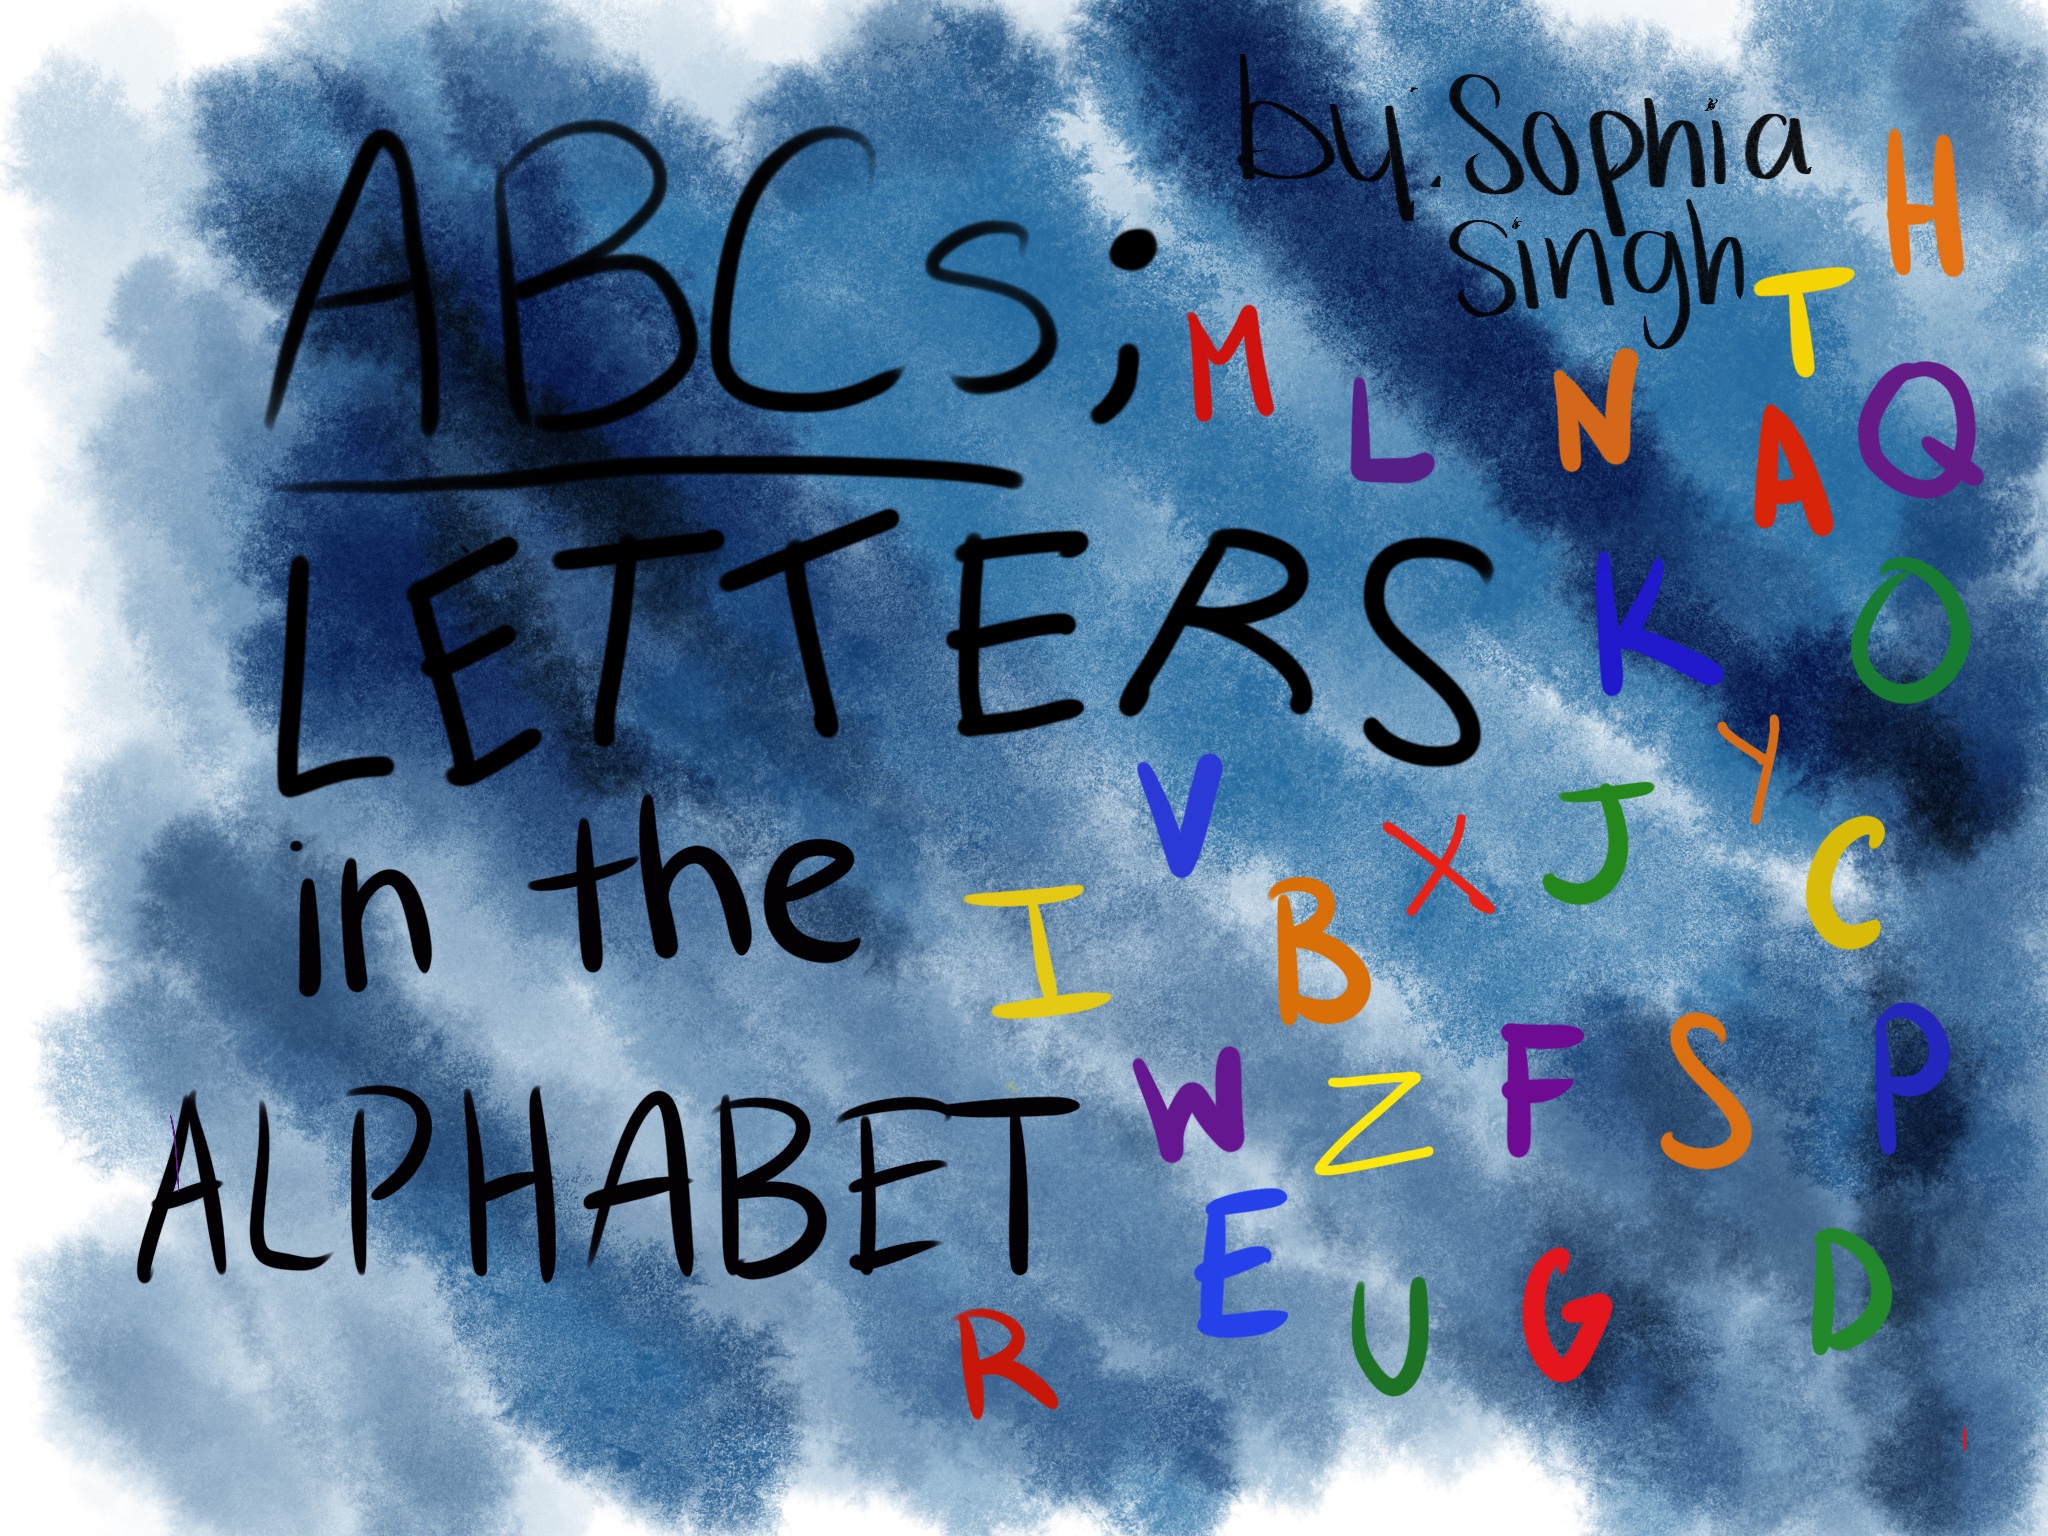 by: Sophia
Singh
ABCs;
LETTERS
in the
ALPHABET
H
T
M L N A Q
K O
V X J Y C
I B
W Z F S P
E U G D
R